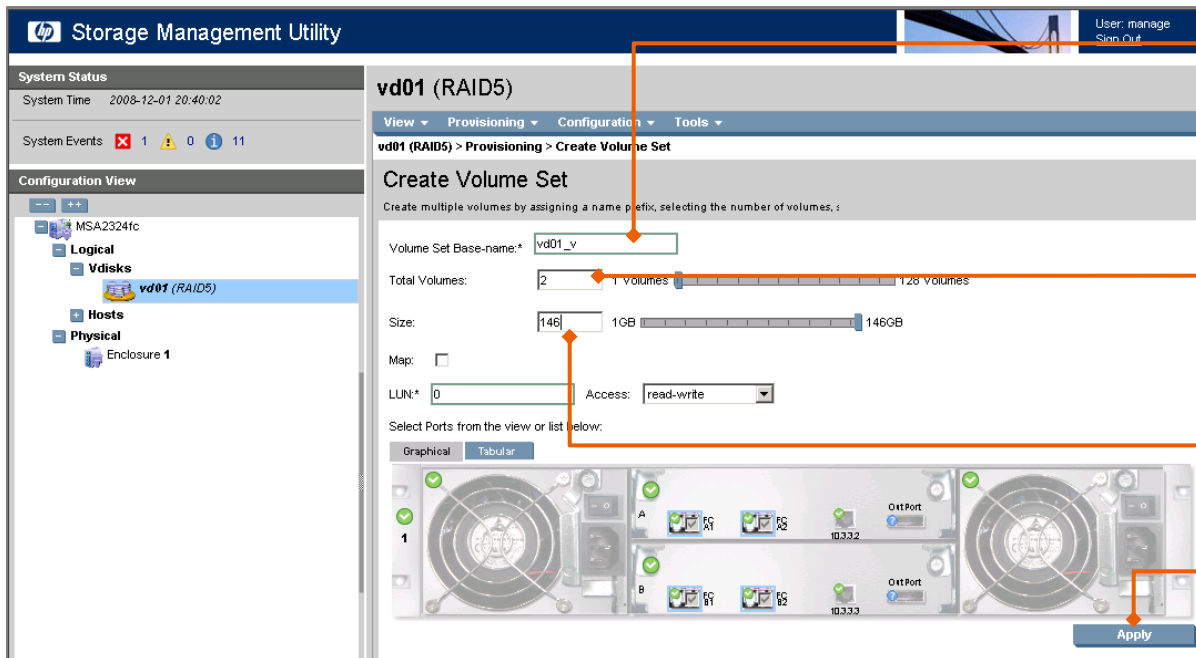 hp Storage Management Utility
User: manage
Sign Out
System Status
System Time 2008-12-01 20:40:02
System Events 1 0 11
Configuration View
-- ++
MSA2324fc
Logical
Vdisks
vd01 (RAID5)
Hosts
Physical
Enclosure 1
vd01 (RAID5)
View Provisioning Configuration Tools
vd01 (RAID5) > Provisioning > Create Volume Set
Create Volume Set
Create multiple volumes by assigning a name prefix, selecting the number of volumes, s
Volume Set Base-name:* vd01_v
Total Volumes: 2 1 Volumes 128 Volumes
Size: 146 1GB 146GB
Map:
LUN:* 0 Access: read-write
Select Ports from the view or list below:
Graphical Tabular
1
A FC A1 FC A2 10.3.3.2 Out Port
B FC B1 FC B2 10.3.3.3 Out Port
Apply